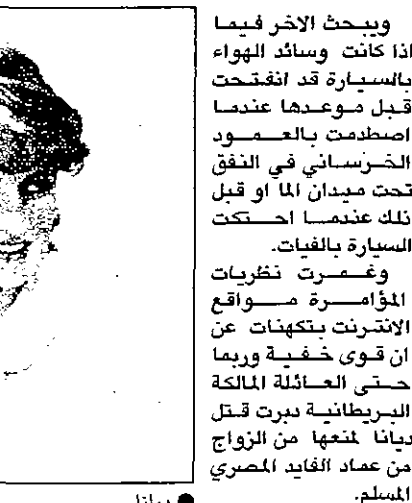 ويبحث الاخر فيما
اذا كانت وسائد الهواء
بالسيارة قد انفتحت
قبل موعدها عندما
اصطدمت بالعمود
الخرساني في النفق
تحت ميدان الما او قبل
ذلك عندما احتكت
السيارة بالفيات.
وغمرت نظريات
المؤامرة مواقع
الانترنت بتكهنات عن
ان قوى خفية وربما
حتى العائلة المالكة
البريطانية دبرت قتل
ديانا لمنعها من الزواج
من عماد الفايد المصري
المسلم.
● ديانا